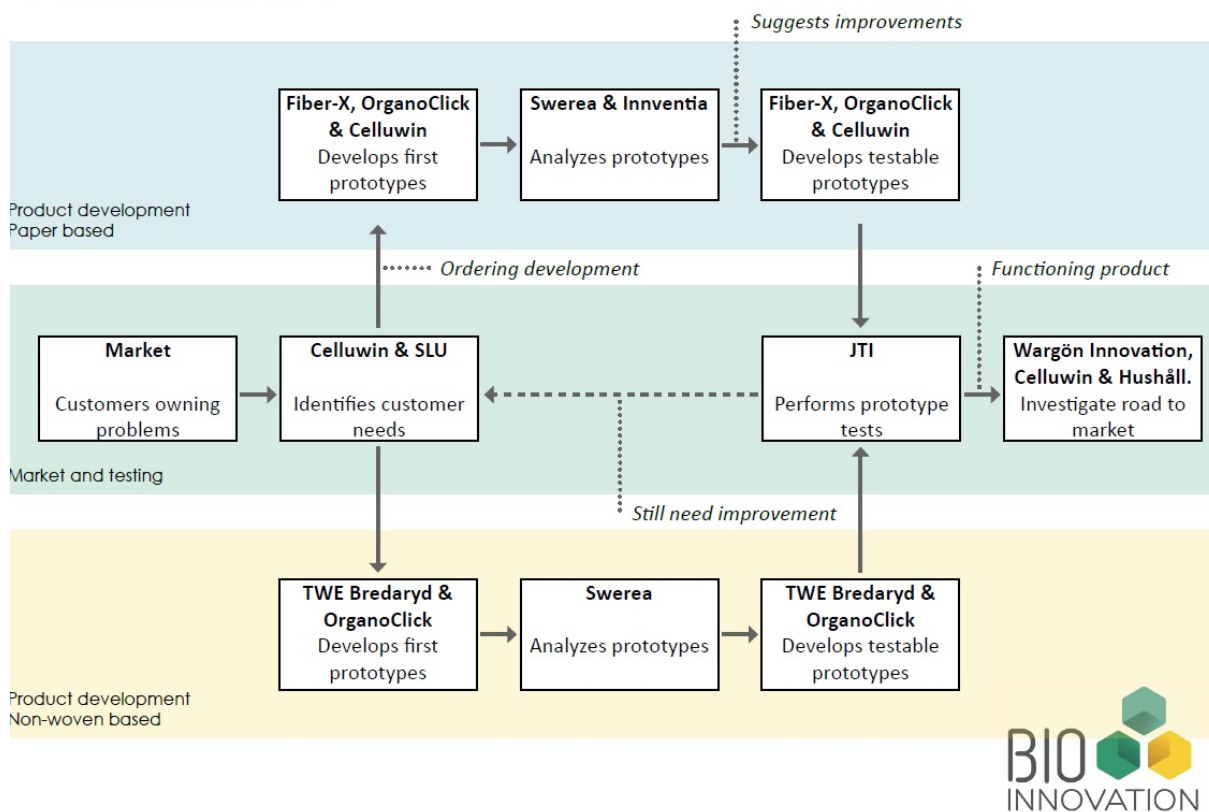 Suggests improvements
Fiber-X, OrganoClick
& Celluwin
Develops first
prototypes
Swerea & Innventia
Analyzes prototypes
Fiber-X, OrganoClick
& Celluwin
Develops testable
prototypes
Product development
Paper based
Ordering development
Functioning product
Market
Customers owning
problems
Celluwin & SLU
Identifies customer
needs
JTI
Performs prototype
tests
Wargön Innovation,
Celluwin & Hushåll.
Investigate road to
market
Market and testing
Still need improvement
TWE Bredaryd &
OrganoClick
Develops first
prototypes
Swerea
Analyzes prototypes
TWE Bredaryd &
OrganoClick
Develops testable
prototypes
Product development
Non-woven based
BIO
INNOVATION